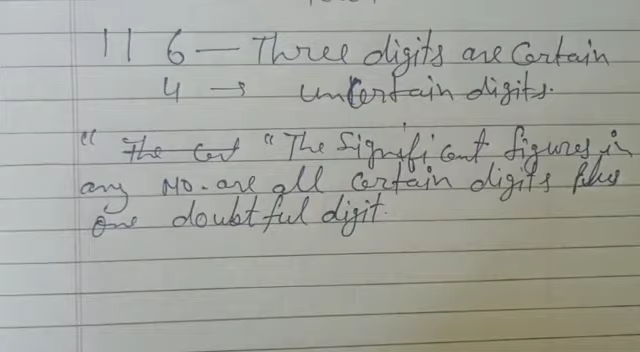 11 6 — Three digits are Certain
4 → uncertain digits.
" ~~The cert~~ "The Significant figures in
any No. are all certain digits plus
one doubtful digit.